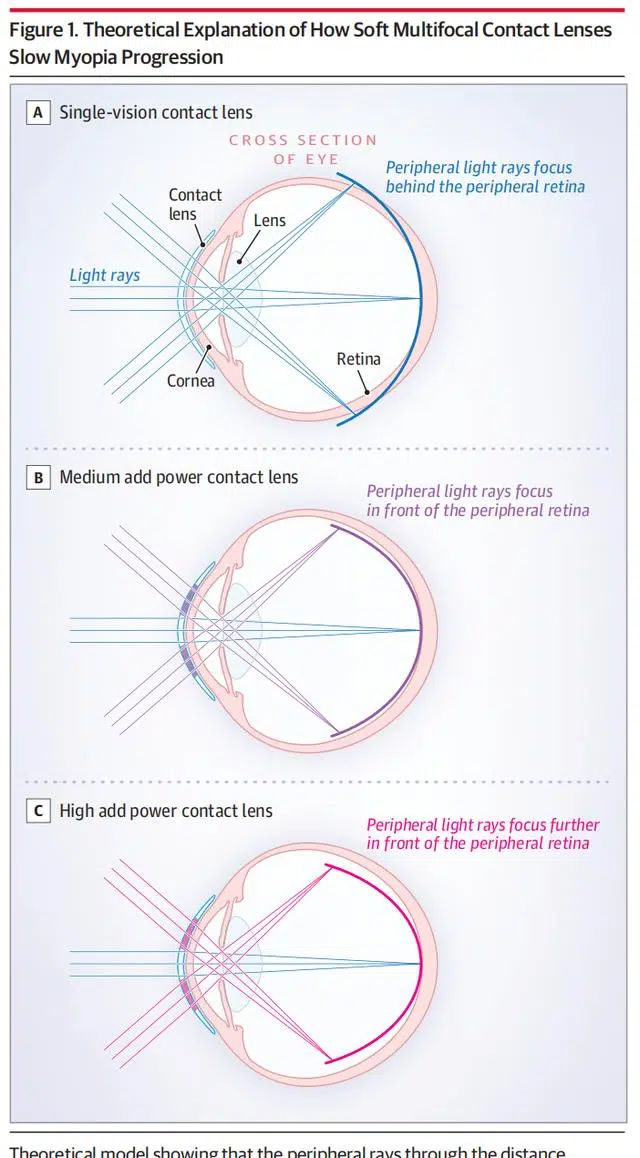 Figure 1. Theoretical Explanation of How Soft Multifocal Contact Lenses
Slow Myopia Progression
A Single-vision contact lens
CROSS SECTION
OF EYE
Peripheral light rays focus
behind the peripheral retina
Contact
lens
Lens
Light rays
Retina
Cornea
B Medium add power contact lens
Peripheral light rays focus
in front of the peripheral retina
C High add power contact lens
Peripheral light rays focus further
in front of the peripheral retina
Theoretical model showing that the peripheral rays through the distance